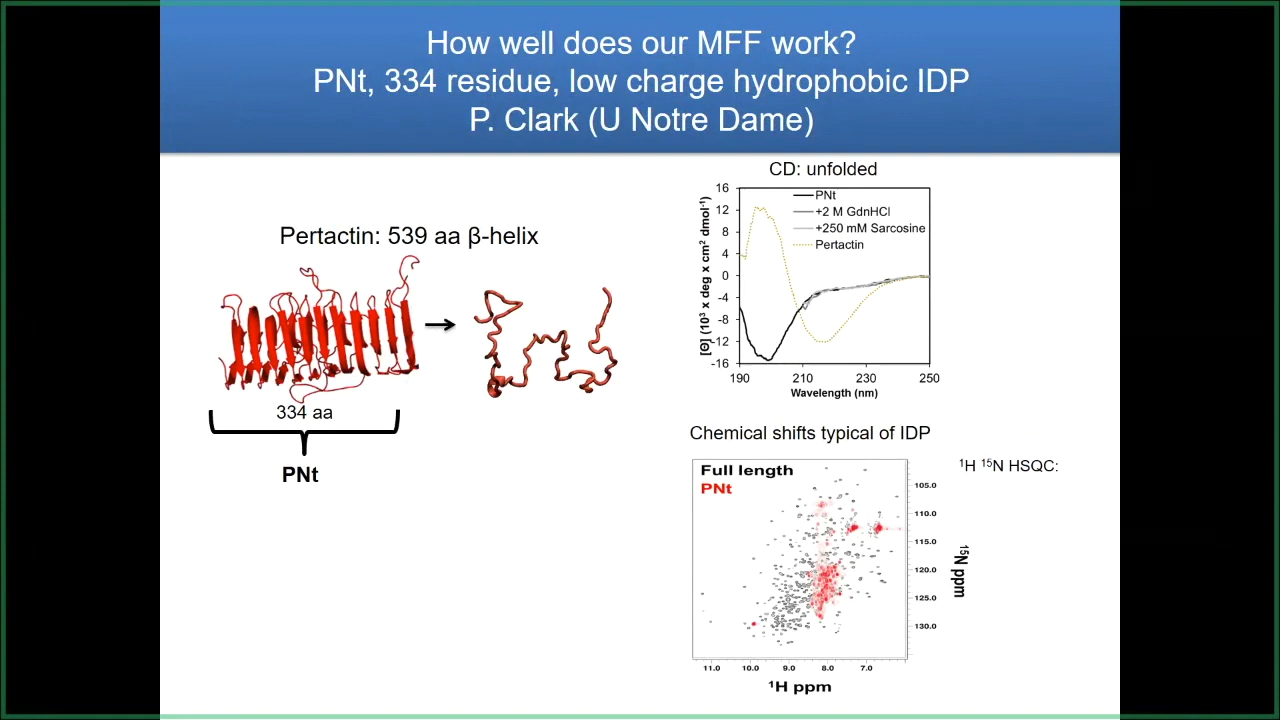 How well does our MFF work?
PNt, 334 residue, low charge hydrophobic IDP
P. Clark (U Notre Dame)
Pertactin: 539 aa β-helix
334 aa
PNt
CD: unfolded
[Θ] (10³ x deg x cm² dmol⁻¹)
16
12
8
4
0
-4
-8
-12
-16
PNt
+2 M GdnHCl
+250 mM Sarcosine
Pertactin
190 210 230 250
Wavelength (nm)
Chemical shifts typical of IDP
¹H ¹⁵N HSQC:
Full length
PNt
105.0
110.0
115.0
120.0
125.0
130.0
¹⁵N ppm
11.0 10.0 9.0 8.0 7.0
¹H ppm